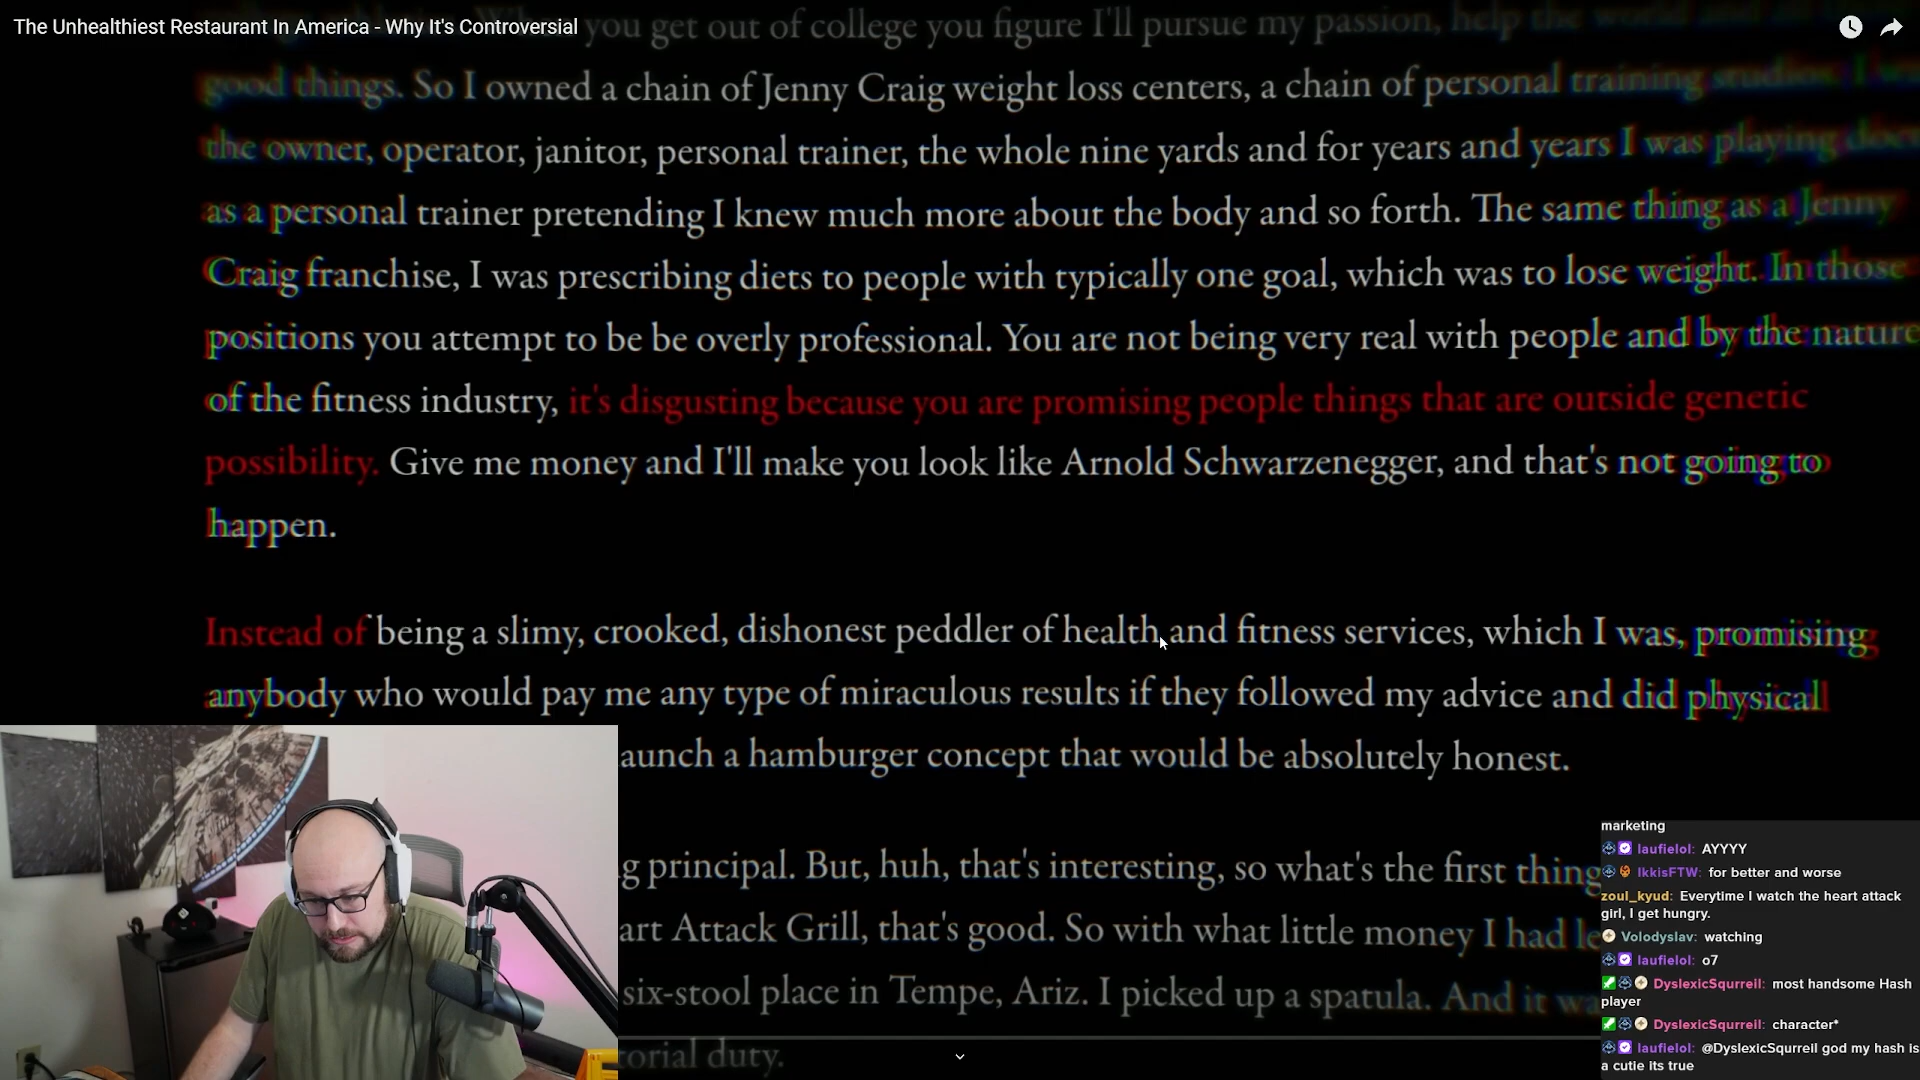 The Unhealthiest Restaurant In America - Why It's Controversial
you get out of college you figure I'll pursue my passion, help the world and
good things. So I owned a chain of Jenny Craig weight loss centers, a chain of personal training studios. I
the owner, operator, janitor, personal trainer, the whole nine yards and for years and years I was playing
as a personal trainer pretending I knew much more about the body and so forth. The same thing as a Jenny
Craig franchise, I was prescribing diets to people with typically one goal, which was to lose weight. In those
positions you attempt to be be overly professional. You are not being very real with people and by the nature
of the fitness industry, it's disgusting because you are promising people things that are outside genetic
possibility. Give me money and I'll make you look like Arnold Schwarzenegger, and that's not going to
happen.
Instead of being a slimy, crooked, dishonest peddler of health and fitness services, which I was, promising
anybody who would pay me any type of miraculous results if they followed my advice and did physical
aunch a hamburger concept that would be absolutely honest.
g principal. But, huh, that's interesting, so what's the first thing
art Attack Grill, that's good. So with what little money I had le
six-stool place in Tempe, Ariz. I picked up a spatula. And it wa
orial duty.
marketing
laufielol: AYYYY
IkkisFTW: for better and worse
zoul_kyud: Everytime I watch the heart attack
girl, I get hungry.
Volodyslav: watching
laufielol: o7
DyslexicSqurreil: most handsome Hash
player
DyslexicSqurreil: character*
laufielol: @DyslexicSqurreil god my hash is
a cutie its true